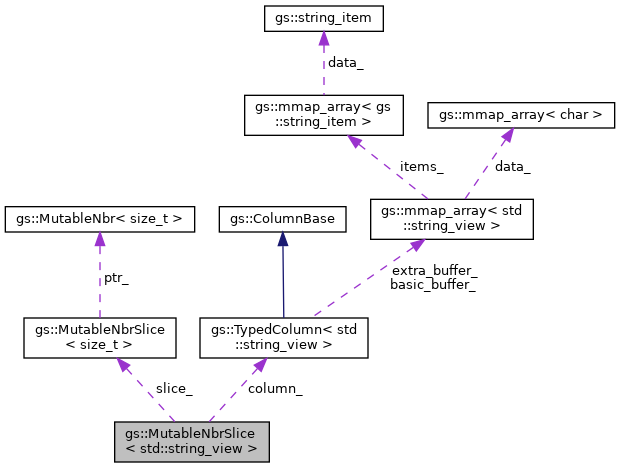 gs::string_item
data_
gs::mmap_array< gs
::string_item >
gs::mmap_array< char >
items_
data_
gs::MutableNbr< size_t >
gs::ColumnBase
gs::mmap_array< std
::string_view >
ptr_
extra_buffer_
basic_buffer_
gs::MutableNbrSlice
< size_t >
gs::TypedColumn< std
::string_view >
slice_
column_
gs::MutableNbrSlice
< std::string_view >